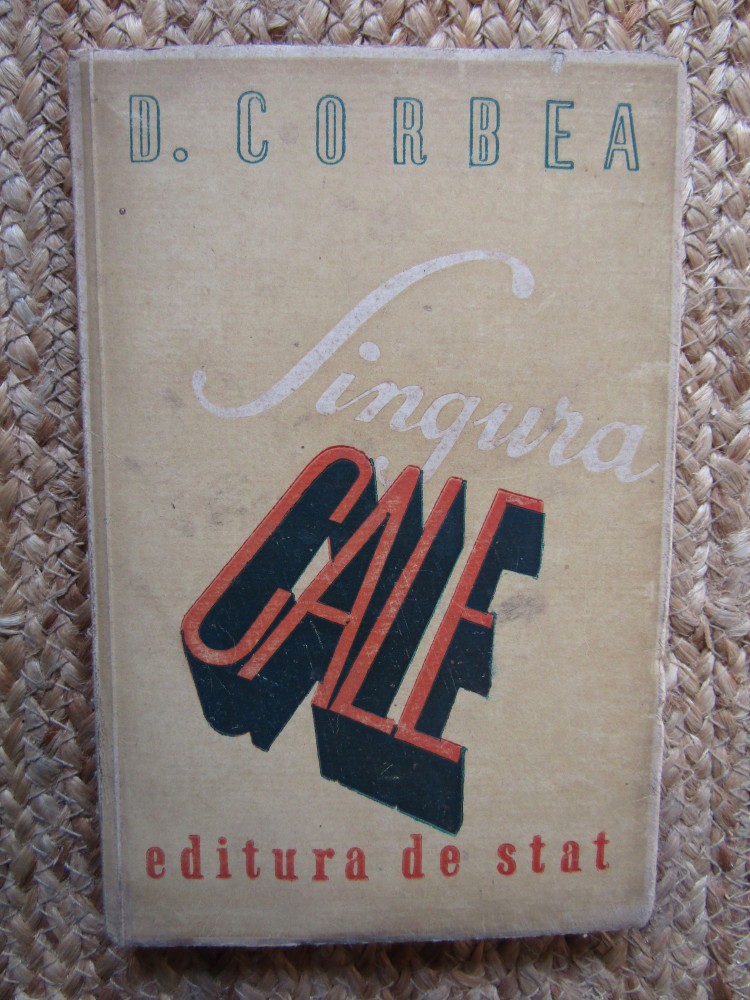 D. CORBEA
Singura
CALE
editura de stat